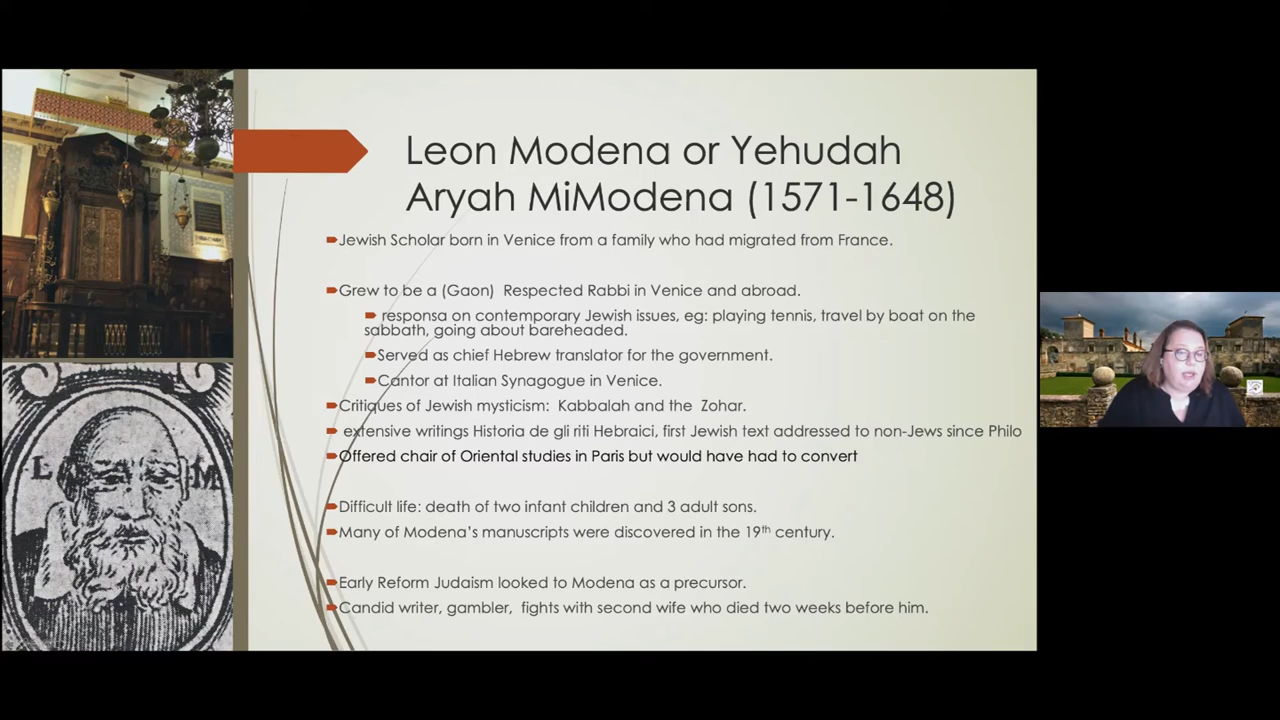 Leon Modena or Yehudah
Aryah MiModena (1571-1648)
Jewish Scholar born in Venice from a family who had migrated from France.
Grew to be a (Gaon) Respected Rabbi in Venice and abroad.
responsa on contemporary Jewish issues, eg: playing tennis, travel by boat on the
sabbath, going about bareheaded.
Served as chief Hebrew translator for the government.
Cantor at Italian Synagogue in Venice.
Critiques of Jewish mysticism: Kabbalah and the Zohar.
extensive writings Historia de gli riti Hebraici, first Jewish text addressed to non-Jews since Philo
Offered chair of Oriental studies in Paris but would have had to convert
Difficult life: death of two infant children and 3 adult sons.
Many of Modena's manuscripts were discovered in the 19th century.
Early Reform Judaism looked to Modena as a precursor.
Candid writer, gambler, fights with second wife who died two weeks before him.
L M